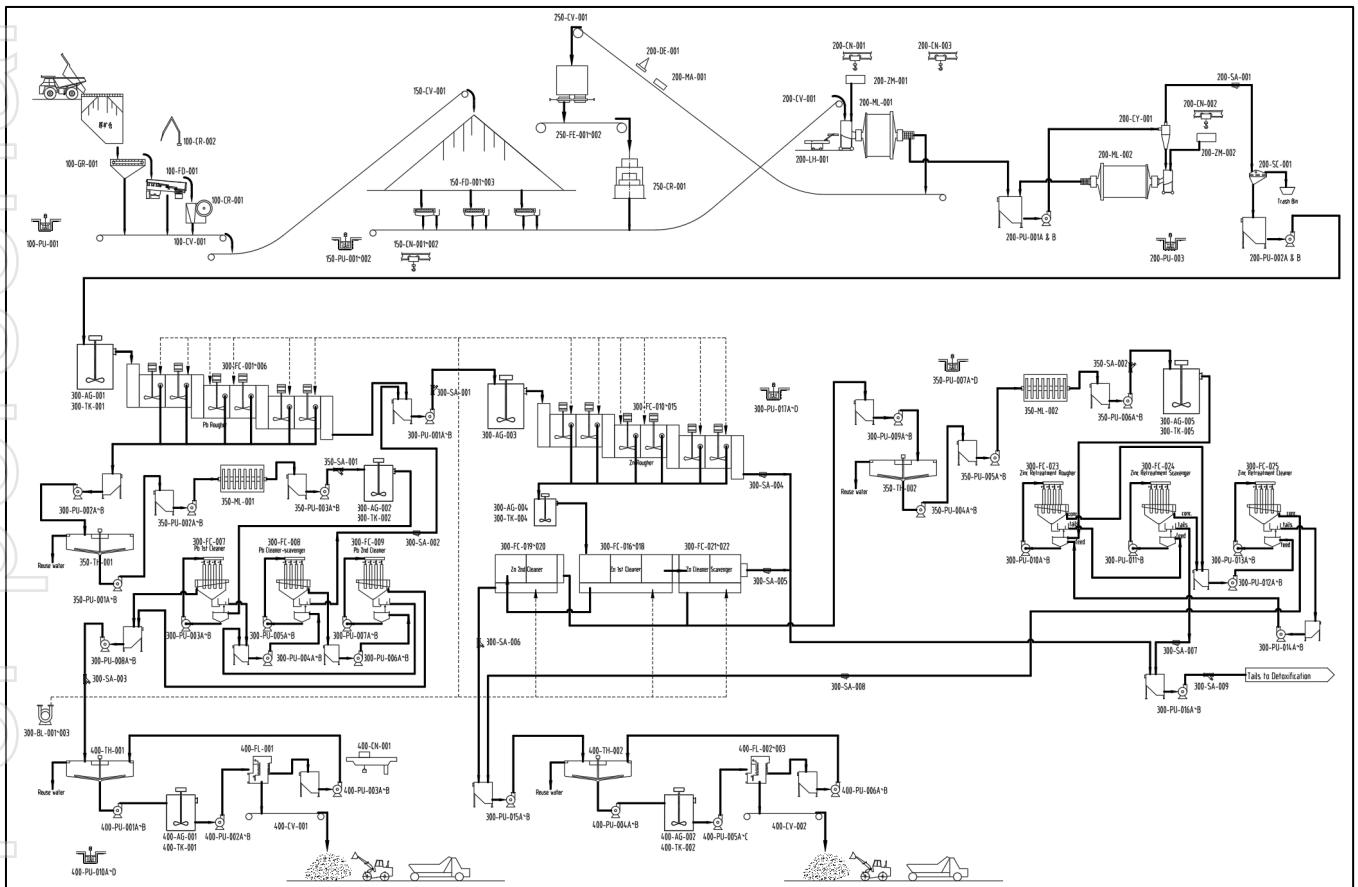 250-CV-001
200-DE-001
200-CN-001
200-CN-003
200-MA-001
200-ZM-001
200-SA-001
150-CV-001
200-CV-001
200-ML-001
200-CN-002
原矿仓
200-CY-001
100-CR-002
250-FE-001~002
200-ZM-002
100-GR-001
200-LH-001
200-ML-002
200-SC-001
100-FD-001
150-FD-001~003
250-CR-001
100-CR-001
Trash Bin
100-PU-001
100-CV-001
150-CN-001~002
200-PU-001A & B
150-PU-001~002
200-PU-003
200-PU-002A & B
300-FC-001~006
350-SA-002
350-PU-007A~D
300-AG-001
300-TK-001
300-SA-001
300-FC-010~015
300-PU-017A~D
350-ML-002
350-PU-006A~B
300-AG-005
300-TK-005
Pb Rougher
300-PU-001A~B
300-AG-003
Zn Rougher
300-PU-009A~B
350-SA-001
300-FC-023
Zinc Retreatment Rougher
300-FC-024
Zinc Retreatment Scavenger
300-FC-025
Zinc Retreatment Cleaner
350-PU-005A~B
300-SA-004
Reuse water
350-TH-002
300-PU-002A~B
350-PU-002A~B
350-ML-001
350-PU-003A~B
300-AG-002
300-TK-002
300-AG-004
300-TK-004
350-PU-004A~B
conc.
conc.
conc.
tails
tails
tails
feed
feed
feed
300-SA-002
300-FC-007
Pb 1st Cleaner
300-FC-08
Pb Cleaner-scavenger
300-FC-009
Pb 2nd Cleaner
300-FC-019~020
300-FC-016~018
300-FC-021~022
300-PU-010A~B
300-PU-011~B
300-PU-013A~B
Reuse water
350-TH-001
Zn 2nd Cleaner
Zn 1st Cleaner
Zn Cleaner Scavenger
300-SA-005
300-PU-012A~B
350-PU-001A~B
300-PU-003A~B
300-PU-005A~B
300-PU-007A~B
300-SA-006
300-PU-014A~B
300-SA-007
300-PU-008A~B
300-PU-004A~B
300-PU-006A~B
300-SA-003
300-SA-008
300-SA-009
Tails to Detoxification
300-PU-016A~B
300-BL-001~003
400-TH-001
400-FL-001
400-CN-001
400-TH-002
400-FL-002~003
Reuse water
400-PU-003A~B
Reuse water
400-PU-006A~B
400-PU-001A~B
400-AG-001
400-TK-001
400-PU-002A~B
400-CV-001
300-PU-015A~B
400-PU-004A~B
400-AG-002
400-TK-002
400-PU-005A~C
400-CV-002
400-PU-010A~D